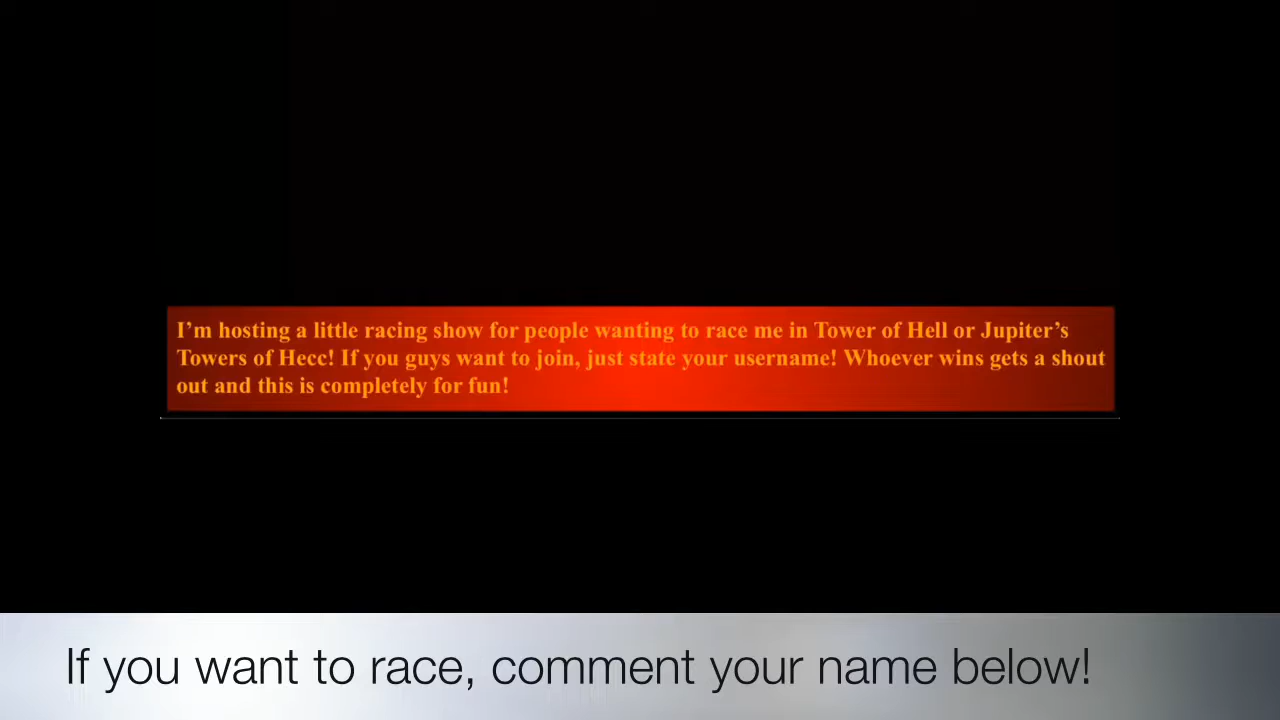 I'm hosting a little racing show for people wanting to race me in Tower of Hell or Jupiter's
Towers of Hecc! If you guys want to join, just state your username! Whoever wins gets a shout
out and this is completely for fun!
If you want to race, comment your name below!